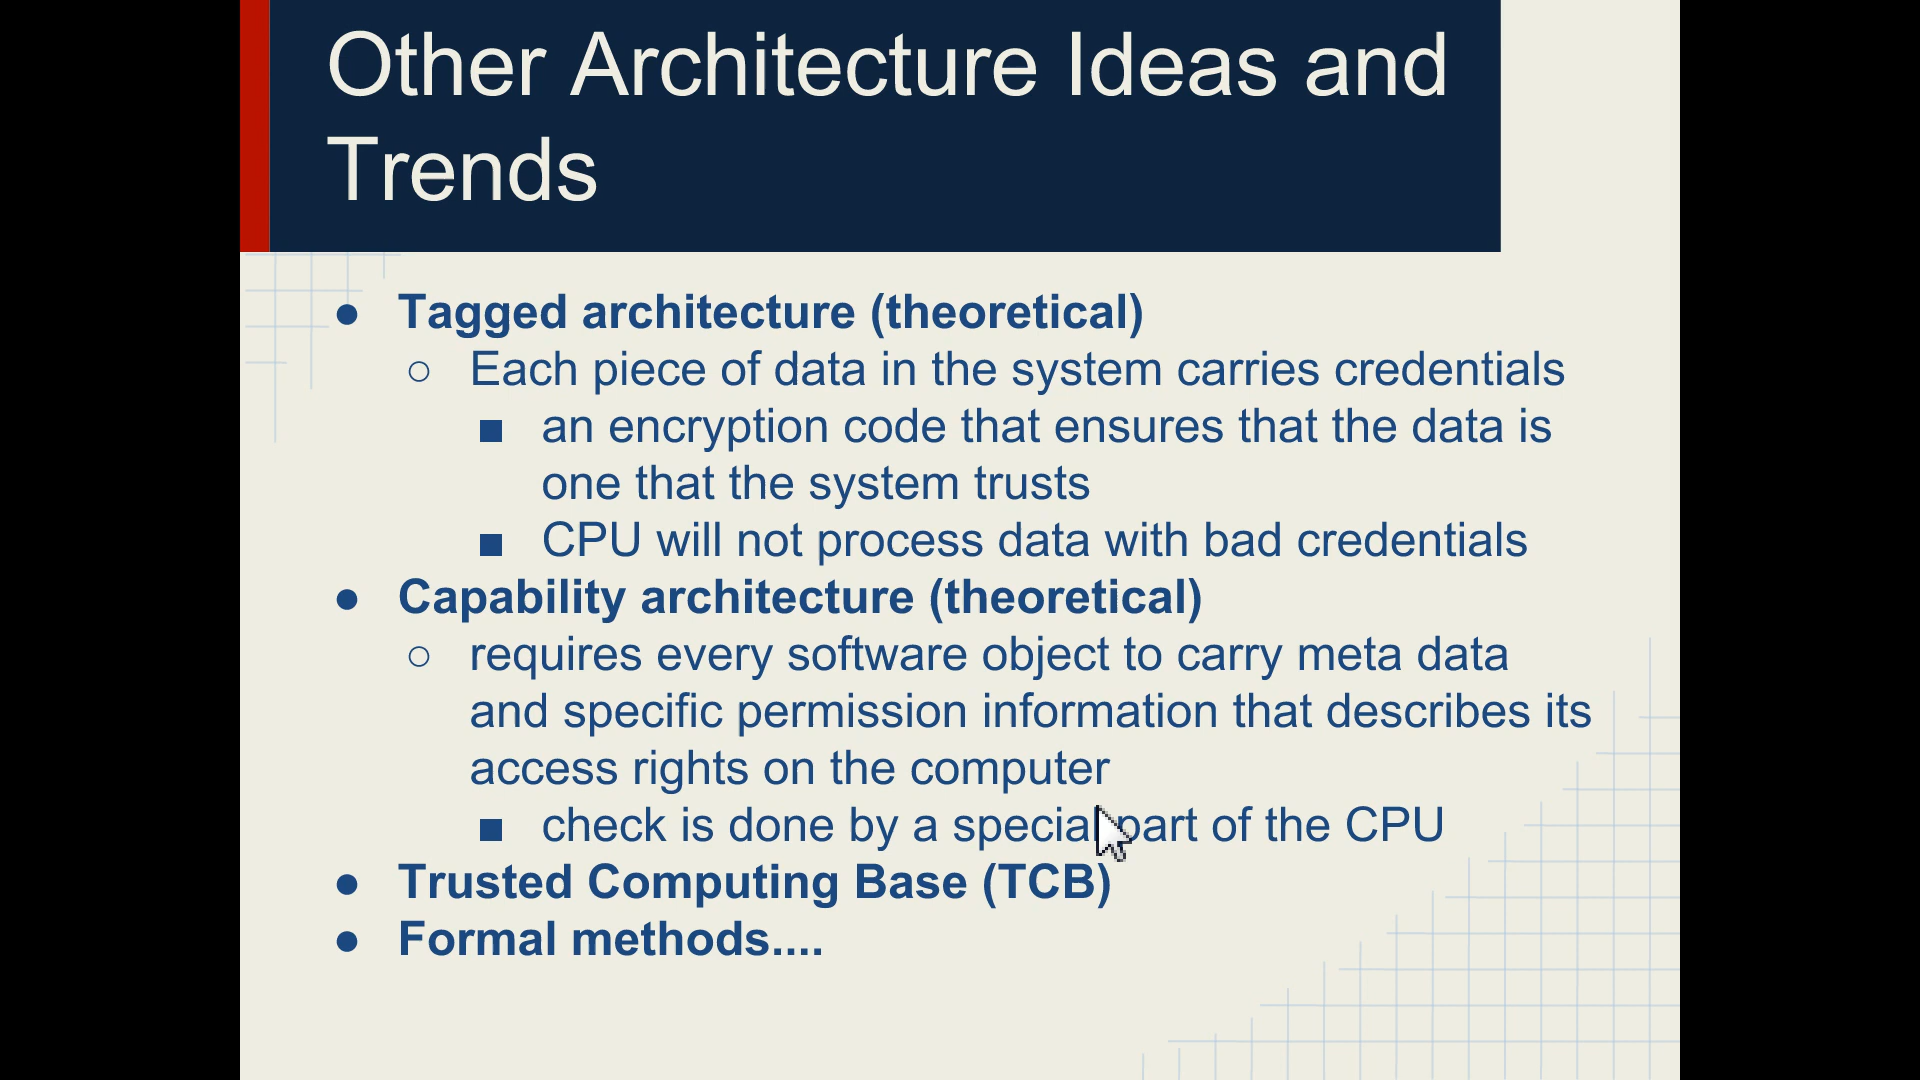 Other Architecture Ideas and
Trends
● Tagged architecture (theoretical)
○ Each piece of data in the system carries credentials
■ an encryption code that ensures that the data is
one that the system trusts
■ CPU will not process data with bad credentials
● Capability architecture (theoretical)
○ requires every software object to carry meta data
and specific permission information that describes its
access rights on the computer
■ check is done by a special part of the CPU
● Trusted Computing Base (TCB)
● Formal methods....